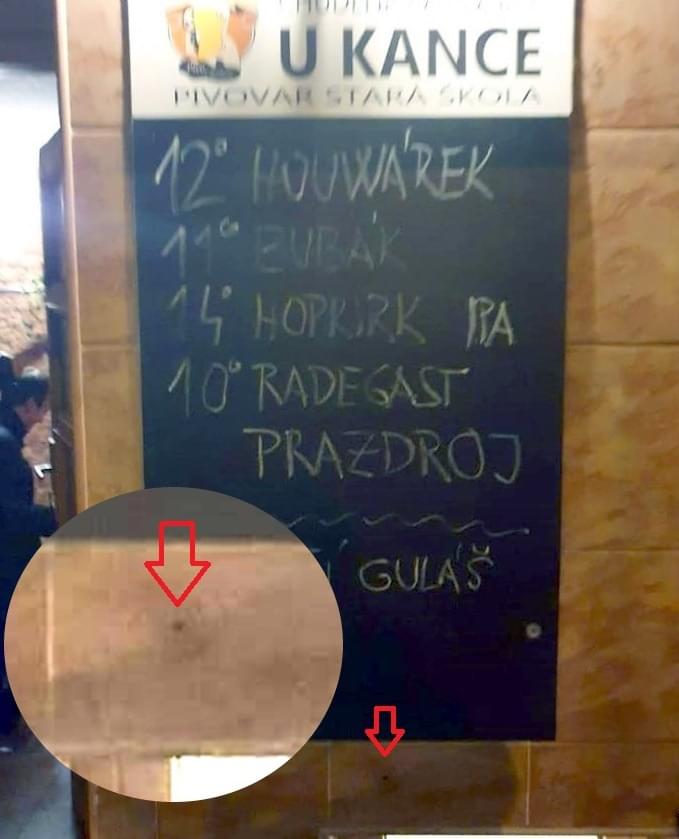 U KANCE
PIVOVAR STARÁ ŠKOLA
12° HOUWÁREK
11° ZUBÁK
14° HOPKIRK IPA
10° RADEGAST
PRAZDROJ
GULÁŠ